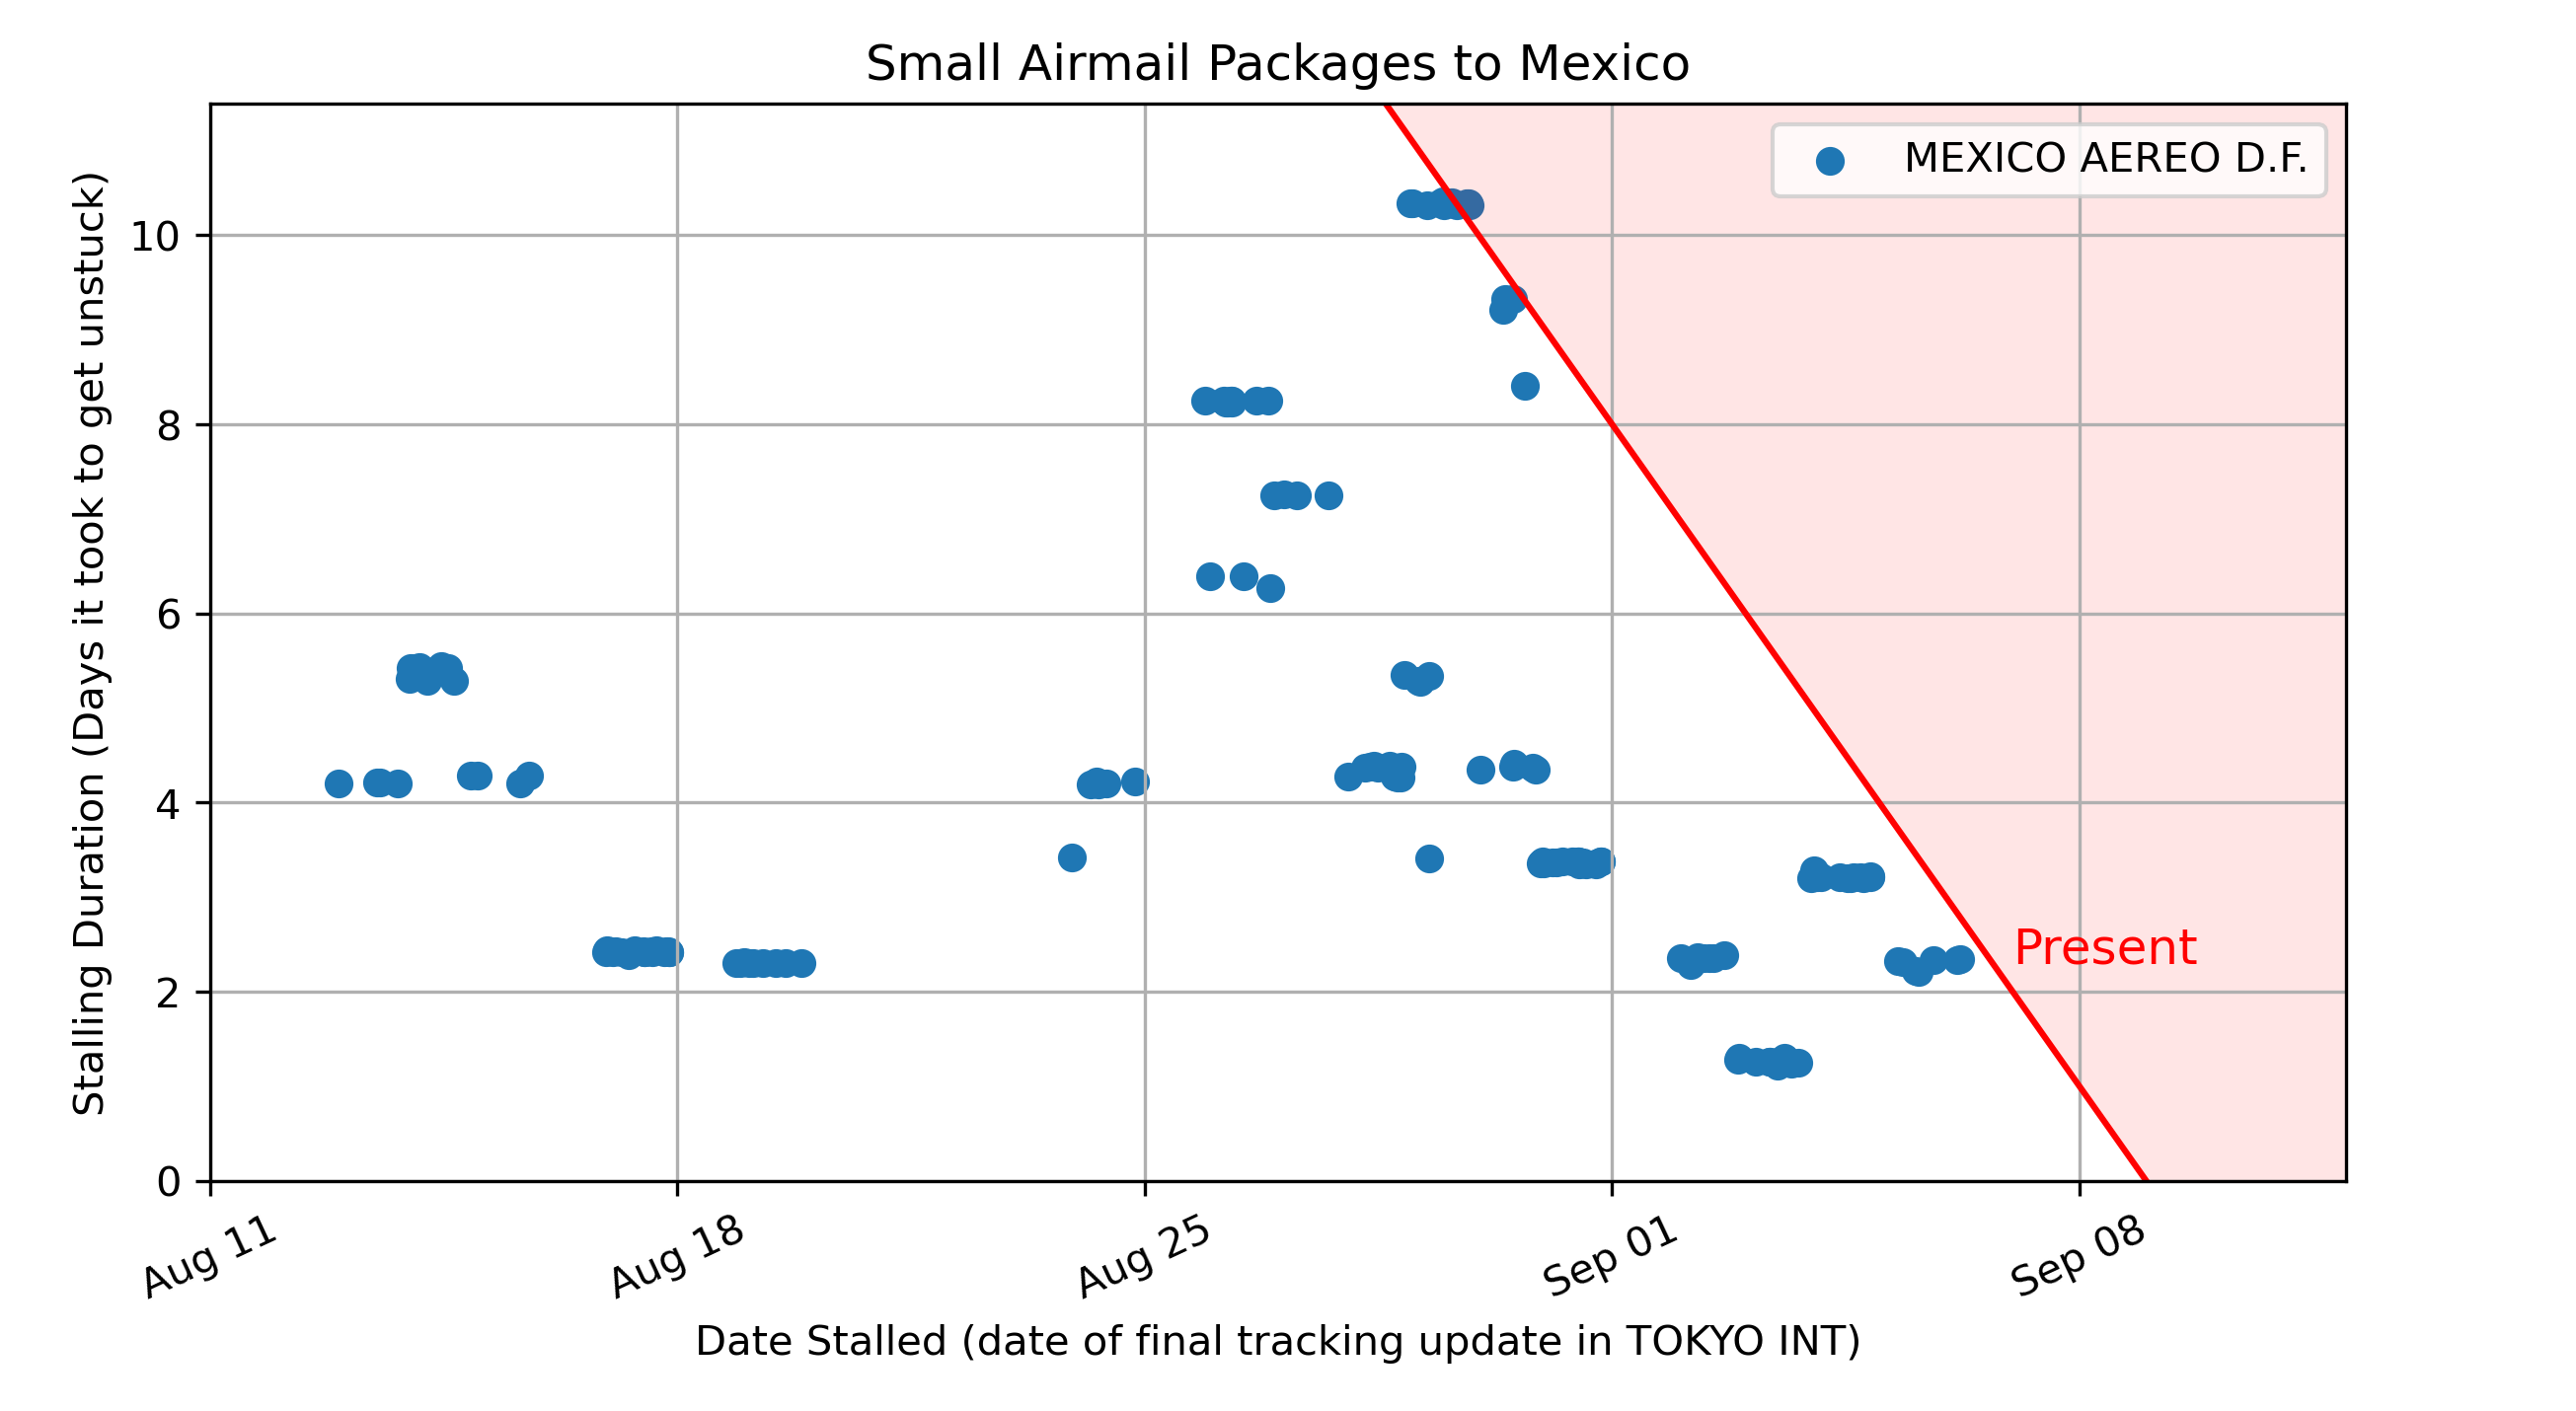 Small Airmail Packages to Mexico
MEXICO AEREO D.F.
Stalling Duration (Days it took to get unstuck)
10
8
6
4
2
0
Present
Aug 11
Aug 18
Aug 25
Sep 01
Sep 08
Date Stalled (date of final tracking update in TOKYO INT)